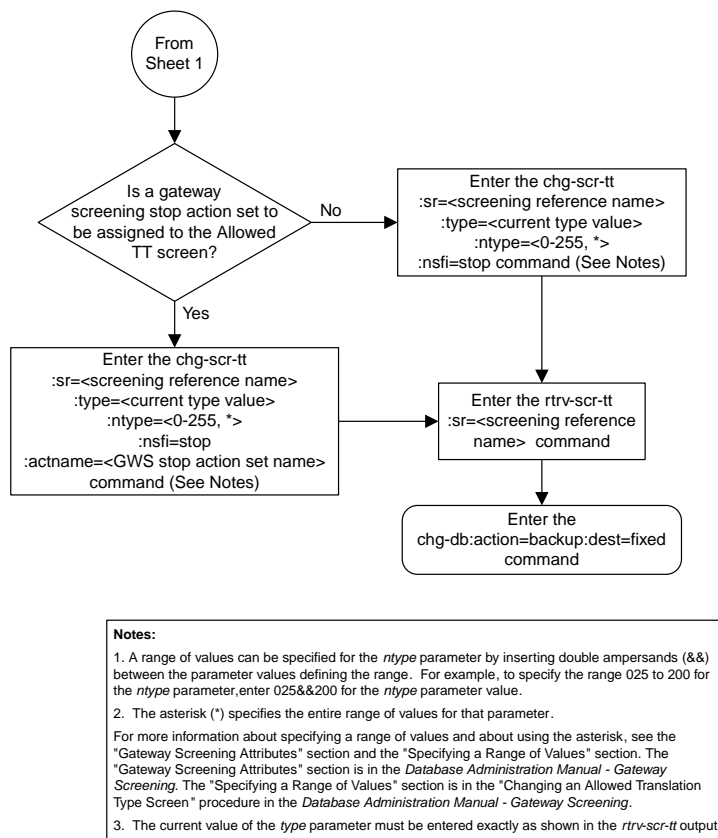 From
Sheet 1
Is a gateway
screening stop action set to
be assigned to the Allowed
TT screen?
No
Enter the chg-scr-tt
:sr=<screening reference name>
:type=<current type value>
:ntype=<0-255, *>
:nsfi=stop command (See Notes)
Yes
Enter the chg-scr-tt
:sr=<screening reference name>
:type=<current type value>
:ntype=<0-255, *>
:nsfi=stop
:actname=<GWS stop action set name>
command (See Notes)
Enter the rtrv-scr-tt
:sr=<screening reference
name> command
Enter the
chg-db:action=backup:dest=fixed
command
Notes:
1. A range of values can be specified for the ntype parameter by inserting double ampersands (&&)
between the parameter values defining the range. For example, to specify the range 025 to 200 for
the ntype parameter,enter 025&&200 for the ntype parameter value.
2. The asterisk (*) specifies the entire range of values for that parameter.
For more information about specifying a range of values and about using the asterisk, see the
"Gateway Screening Attributes" section and the "Specifying a Range of Values" section. The
"Gateway Screening Attributes" section is in the Database Administration Manual - Gateway
Screening. The "Specifying a Range of Values" section is in the "Changing an Allowed Translation
Type Screen" procedure in the Database Administration Manual - Gateway Screening.
3. The current value of the type parameter must be entered exactly as shown in the rtrv-scr-tt output